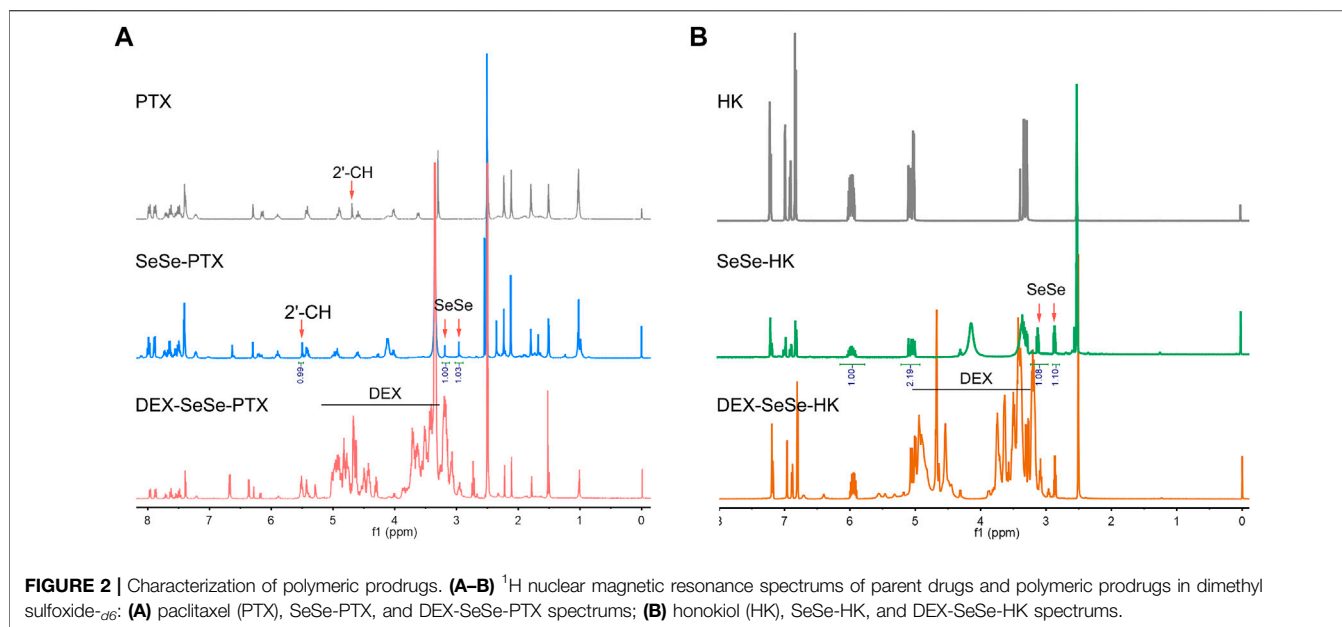 A
PTX
2'-CH
SeSe-PTX
2'-CH
SeSe
0.99
1.00
1.03
DEX-SeSe-PTX
DEX
8 7 6 5 4 3 2 1 0
f1 (ppm)
B
HK
SeSe-HK
SeSe
1.00
2.19
1.08
1.10
DEX-SeSe-HK
DEX
8 7 6 5 4 3 2 1 0
f1 (ppm)
FIGURE 2 | Characterization of polymeric prodrugs. (A–B) ¹H nuclear magnetic resonance spectrums of parent drugs and polymeric prodrugs in dimethyl
sulfoxide-d6: (A) paclitaxel (PTX), SeSe-PTX, and DEX-SeSe-PTX spectrums; (B) honokiol (HK), SeSe-HK, and DEX-SeSe-HK spectrums.